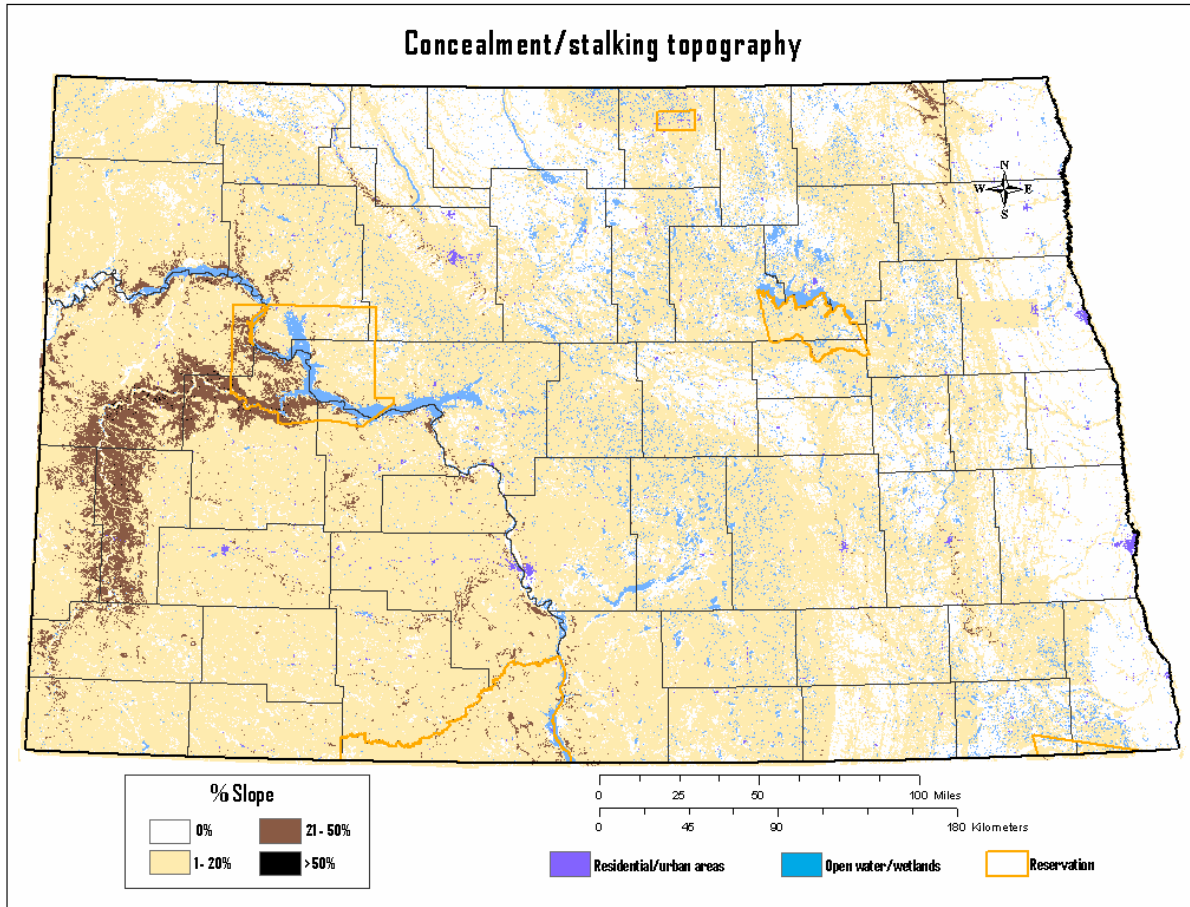 Concealment/stalking topography
N
W E
S
% Slope
0% 21 - 50%
1 - 20% >50%
0 25 50 100 Miles
0 45 90 180 Kilometers
Residential/urban areas Open water/wetlands Reservation